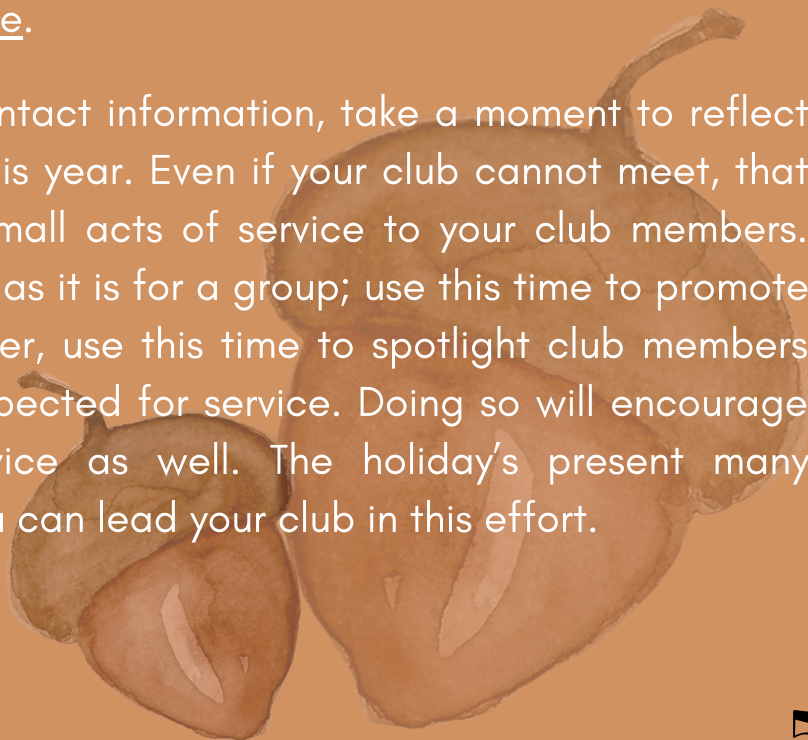 e.
ntact information, take a moment to reflect
is year. Even if your club cannot meet, that
mall acts of service to your club members.
as it is for a group; use this time to promote
er, use this time to spotlight club members
pected for service. Doing so will encourage
vice as well. The holiday’s present many
can lead your club in this effort.